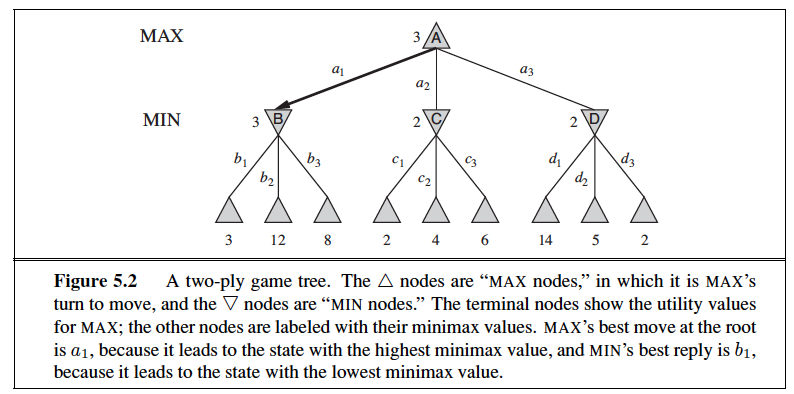 MAX 3 A
a1 a2 a3
MIN 3 B 2 C 2 D
b1 b2 b3 c1 c2 c3 d1 d2 d3
3 12 8 2 4 6 14 5 2
Figure 5.2 A two-ply game tree. The △ nodes are “MAX nodes,” in which it is MAX’s
turn to move, and the ▽ nodes are “MIN nodes.” The terminal nodes show the utility values
for MAX; the other nodes are labeled with their minimax values. MAX’s best move at the root
is a1, because it leads to the state with the highest minimax value, and MIN’s best reply is b1,
because it leads to the state with the lowest minimax value.